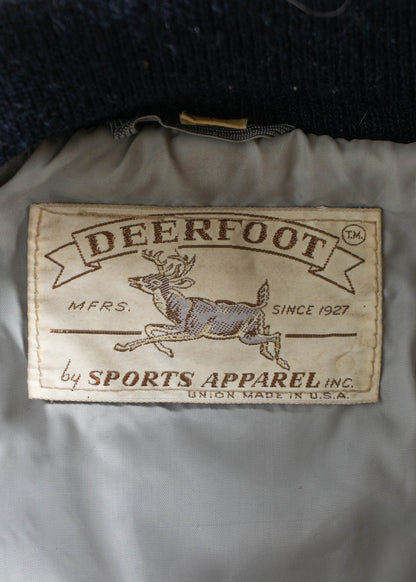 DEERFOOT T.M.
MFRS. SINCE 1927
by SPORTS APPAREL INC.
UNION MADE IN U.S.A.